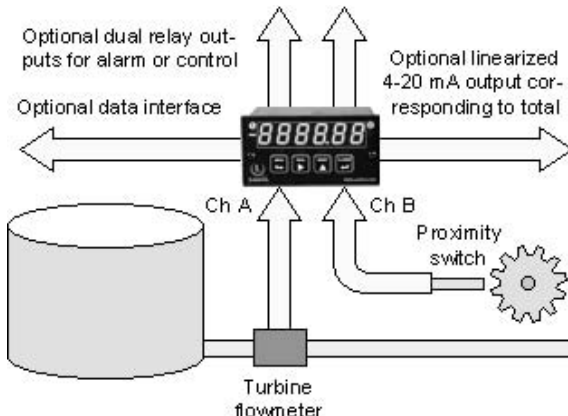 Optional dual relay out-
puts for alarm or control
Optional linearized
4-20 mA output cor-
responding to total
Optional data interface
888888
Ch A
Ch B
Proximity
switch
Turbine
flowmeter